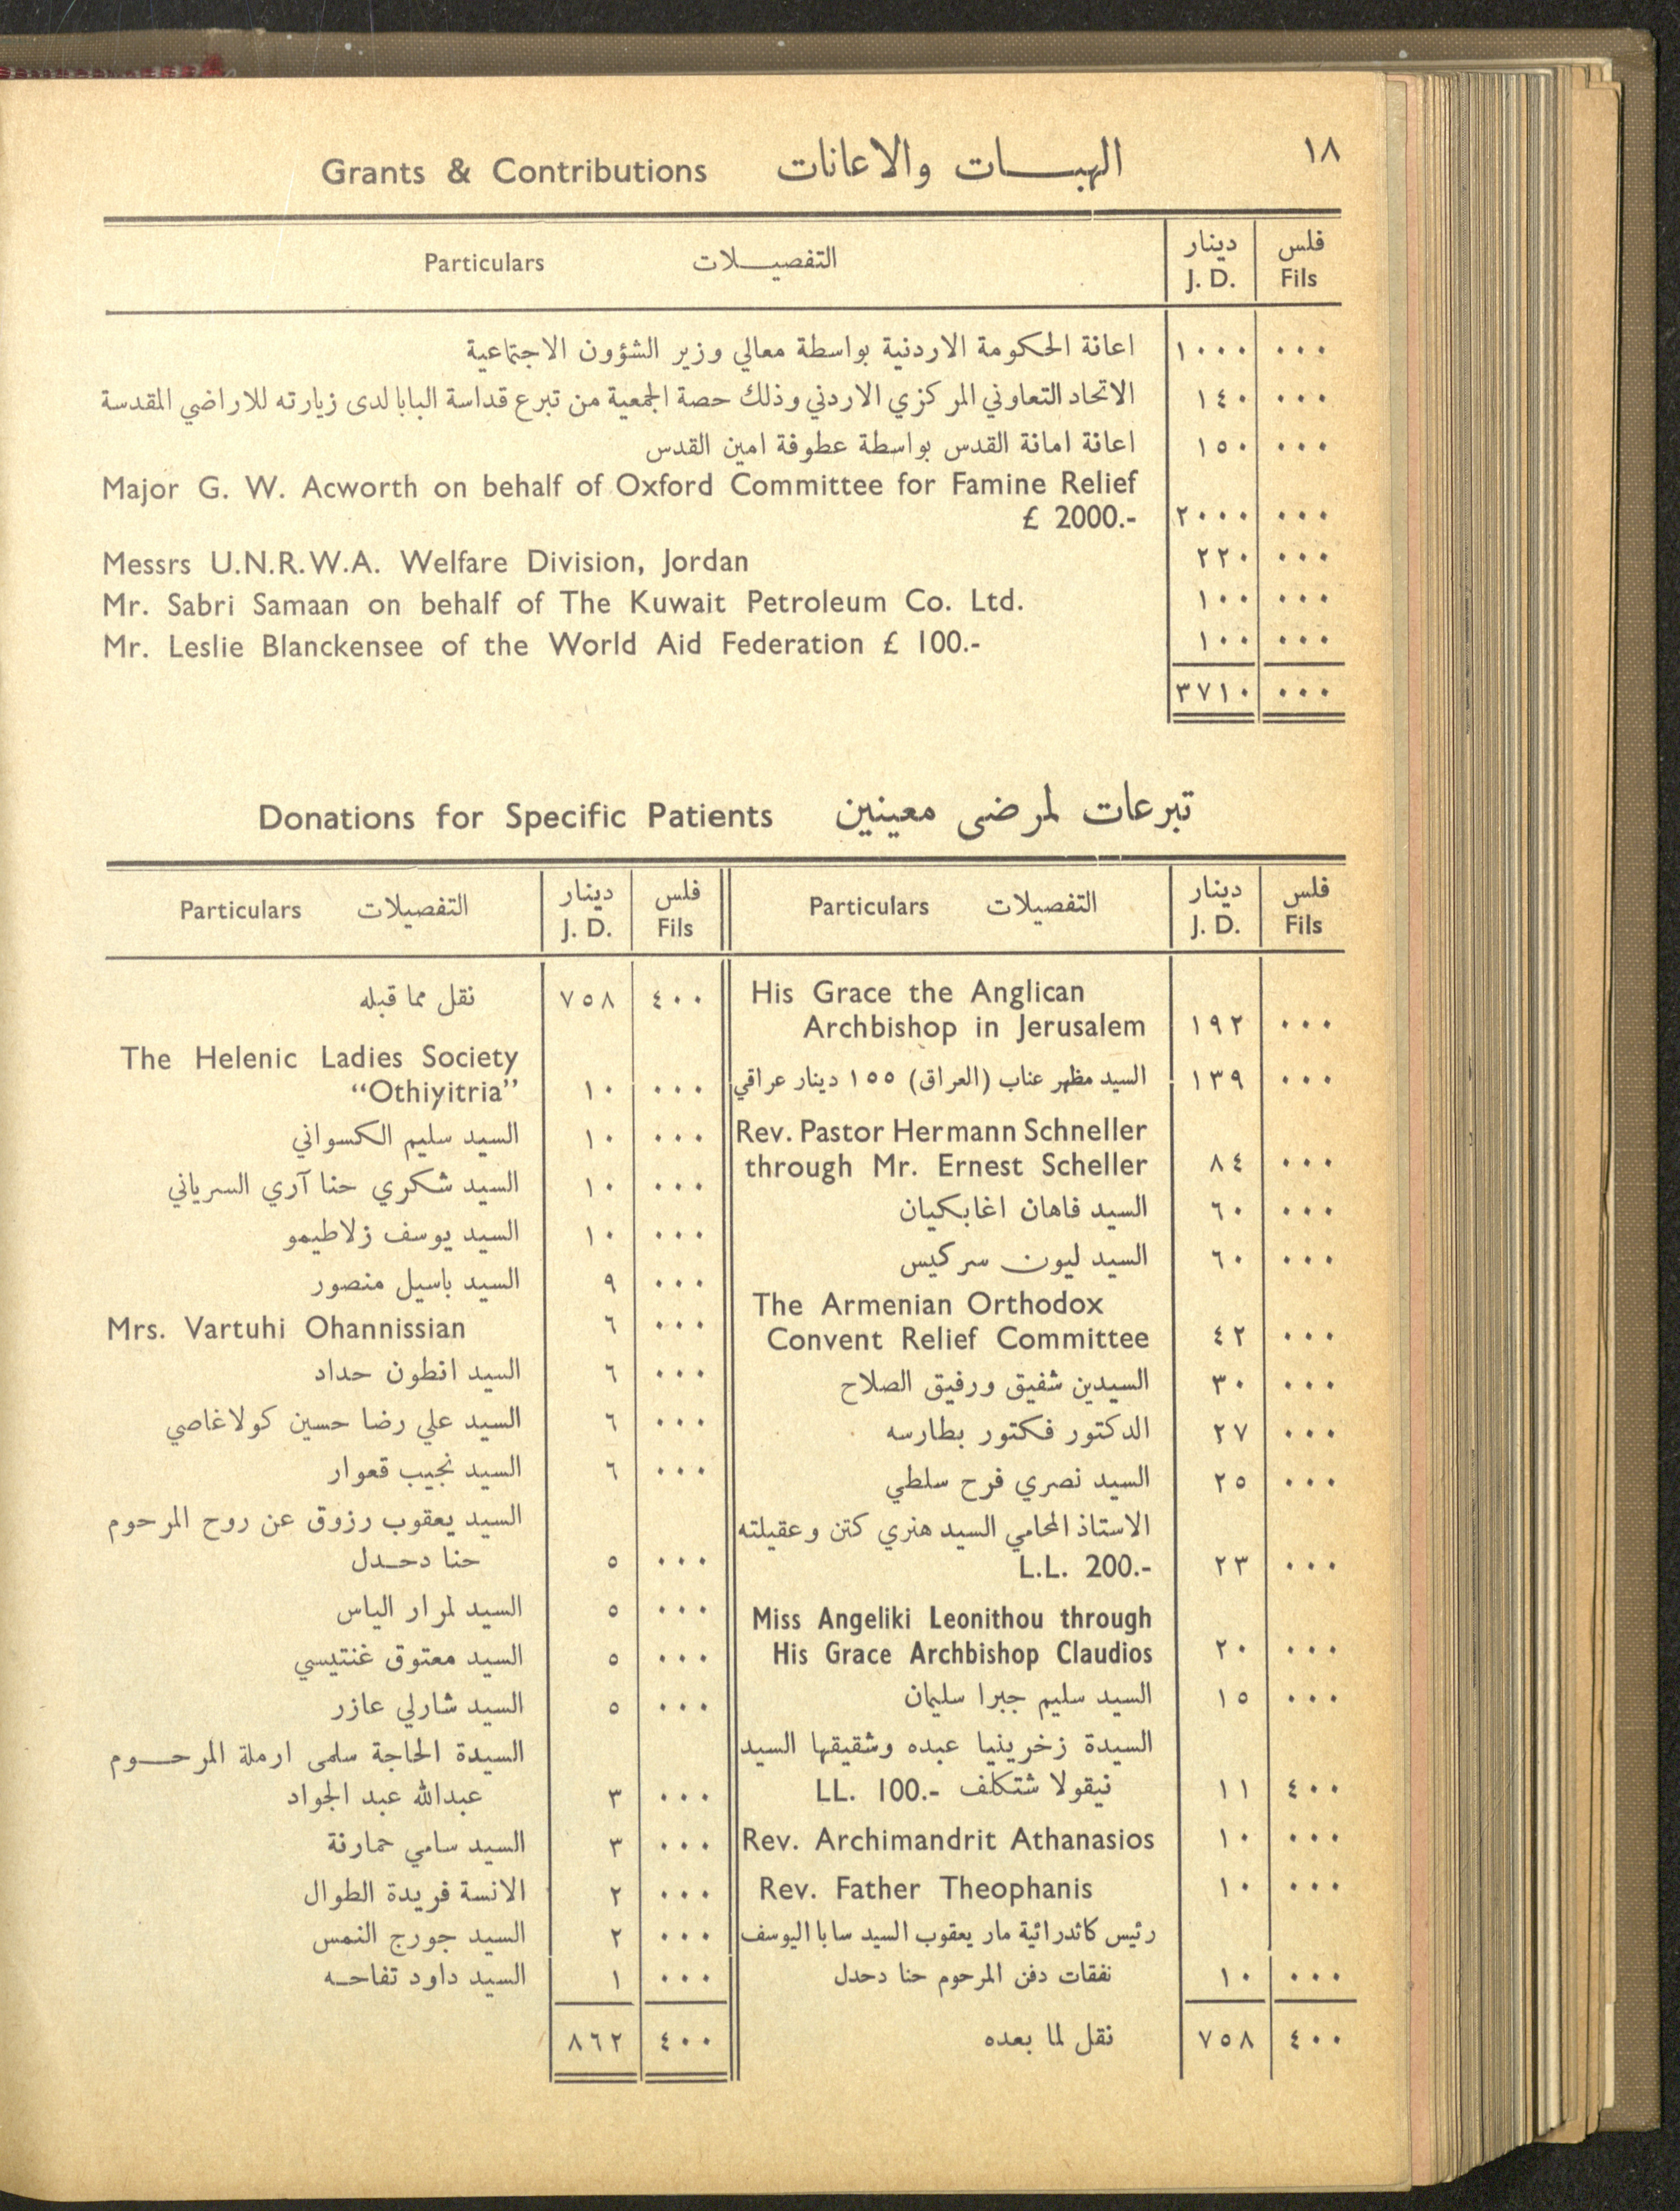 ١٨
Grants & Contributions الهبــات والاعانات
Particulars التفصيــلات دينار فلس
J. D. Fils
اعانة الحكومة الاردنية بواسطة معالي وزير الشؤون الاجتماعية ١٠٠٠ ٠٠٠
الاتحاد التعاوني المركزي الاردني وذلك حصة الجمعية من تبرع قداسة البابا لدى زيارته للاراضي المقدسة ١٤٠ ٠٠٠
اعانة امانة القدس بواسطة عطوفة امين القدس ١٥٠ ٠٠٠
Major G. W. Acworth on behalf of Oxford Committee for Famine Relief
£ 2000.- ٢٠٠٠ ٠٠٠
Messrs U.N.R.W.A. Welfare Division, Jordan ٢٢٠ ٠٠٠
Mr. Sabri Samaan on behalf of The Kuwait Petroleum Co. Ltd. ١٠٠ ٠٠٠
Mr. Leslie Blanckensee of the World Aid Federation £ 100.- ١٠٠ ٠٠٠
٣٧١٠ ٠٠٠
Donations for Specific Patients تبرعات لمرضى معينين
Particulars التفصيلات دينار فلس
J. D. Fils
His Grace the Anglican
Archbishop in Jerusalem ١٩٢ ٠٠٠
السيد مظهر عناب (العراق) ١٥٥ دينار عراقي ١٣٩ ٠٠٠
Rev. Pastor Hermann Schneller
through Mr. Ernest Scheller ٨٤ ٠٠٠
السيد فاهان اغابكيان ٦٠ ٠٠٠
السيد ليون سركيس ٦٠ ٠٠٠
The Armenian Orthodox
Convent Relief Committee ٤٢ ٠٠٠
السيدين شفيق ورفيق الصلاح ٣٠ ٠٠٠
الدكتور فكتور بطارسه ٢٧ ٠٠٠
السيد نصري فرح سلطي ٢٥ ٠٠٠
الاستاذ المحامي السيد هنري كتن وعقيلته
L.L. 200.- ٢٣ ٠٠٠
Miss Angeliki Leonithou through
His Grace Archbishop Claudios ٢٠ ٠٠٠
السيد سليم جبرا سليمان ١٥ ٠٠٠
السيدة زخرينيا عبده وشقيقها السيد
نيقولا شتكلف LL. 100.- ١١ ٤٠٠
Rev. Archimandrit Athanasios ١٠ ٠٠٠
Rev. Father Theophanis ١٠ ٠٠٠
رئيس كاثدرائية مار يعقوب السيد سابا اليوسف
نفقات دفن المرحوم حنا دحدل ١٠ ٠٠٠
نقل لما بعده ٧٥٨ ٤٠٠
Particulars التفصيلات دينار فلس
J. D. Fils
نقل مما قبله ٧٥٨ ٤٠٠
The Helenic Ladies Society
“Othiyitria” ١٠ ٠٠٠
السيد سليم الكسواني ١٠ ٠٠٠
السيد شكري حنا آري السرياني ١٠ ٠٠٠
السيد يوسف زلاطيمو ١٠ ٠٠٠
السيد باسيل منصور ٩ ٠٠٠
Mrs. Vartuhi Ohannissian ٦ ٠٠٠
السيد انطون حداد ٦ ٠٠٠
السيد علي رضا حسين كولاغاصي ٦ ٠٠٠
السيد نجيب قعوار ٦ ٠٠٠
السيد يعقوب رزوق عن روح المرحوم
حنا دحـدل ٥ ٠٠٠
السيد لمرار الياس ٥ ٠٠٠
السيد معتوق غنتيسي ٥ ٠٠٠
السيد شارلي عازر ٥ ٠٠٠
السيدة الحاجة سلمى ارملة المرحــوم
عبدالله عبد الجواد ٣ ٠٠٠
السيد سامي حمارنة ٣ ٠٠٠
الانسة فريدة الطوال ٢ ٠٠٠
السيد جورج النمس ٢ ٠٠٠
السيد داود تفاحـه ١ ٠٠٠
٨٦٢ ٤٠٠